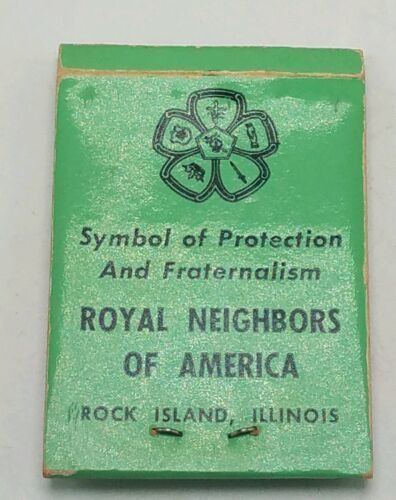 Symbol of Protection
And Fraternalism
ROYAL NEIGHBORS
OF AMERICA
ROCK ISLAND, ILLINOIS